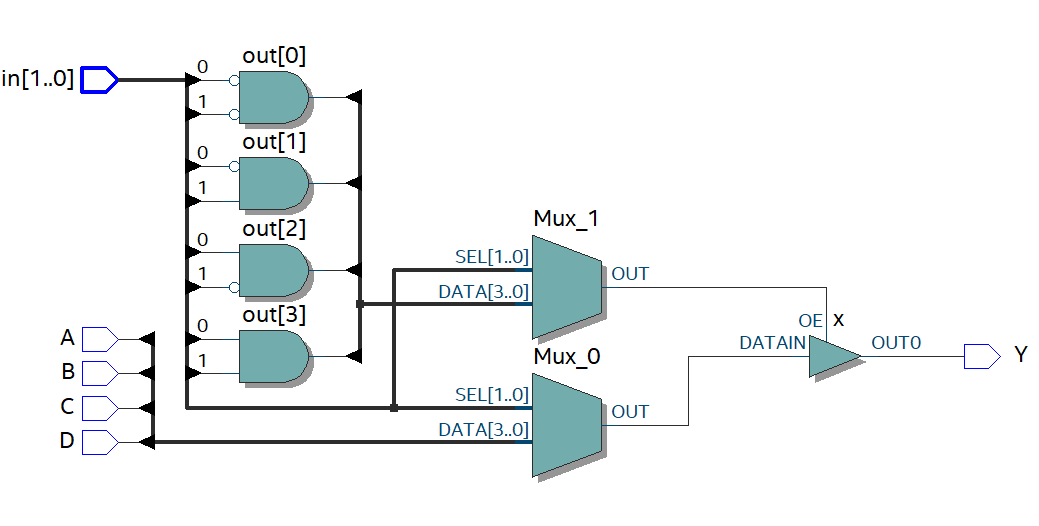 in[1..0]
out[0]
0
1
out[1]
0
1
out[2]
0
1
out[3]
0
1
A
B
C
D
Mux_1
SEL[1..0]
DATA[3..0]
OUT
Mux_0
SEL[1..0]
DATA[3..0]
OUT
OE X
DATAIN
OUT0
Y